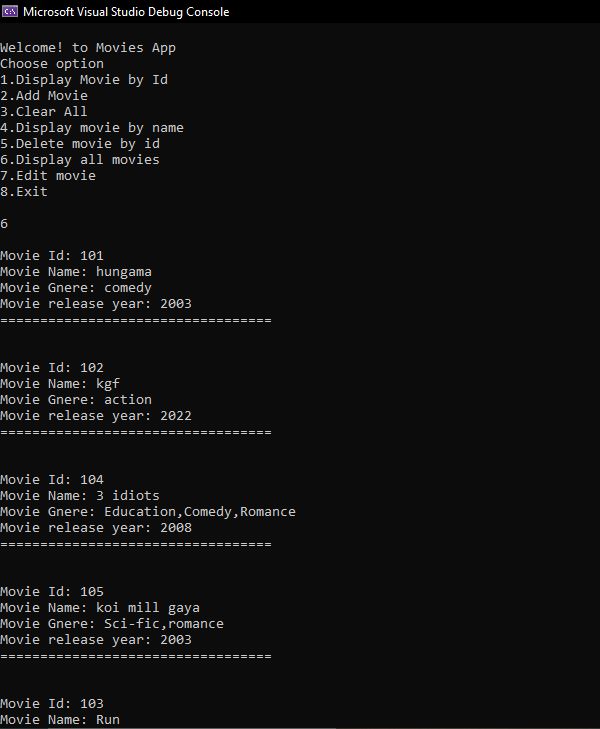 Microsoft Visual Studio Debug Console
Welcome! to Movies App
Choose option
1.Display Movie by Id
2.Add Movie
3.Clear All
4.Display movie by name
5.Delete movie by id
6.Display all movies
7.Edit movie
8.Exit
6
Movie Id: 101
Movie Name: hungama
Movie Gnere: comedy
Movie release year: 2003
==================================
Movie Id: 102
Movie Name: kgf
Movie Gnere: action
Movie release year: 2022
==================================
Movie Id: 104
Movie Name: 3 idiots
Movie Gnere: Education,Comedy,Romance
Movie release year: 2008
==================================
Movie Id: 105
Movie Name: koi mill gaya
Movie Gnere: Sci-fic,romance
Movie release year: 2003
==================================
Movie Id: 103
Movie Name: Run